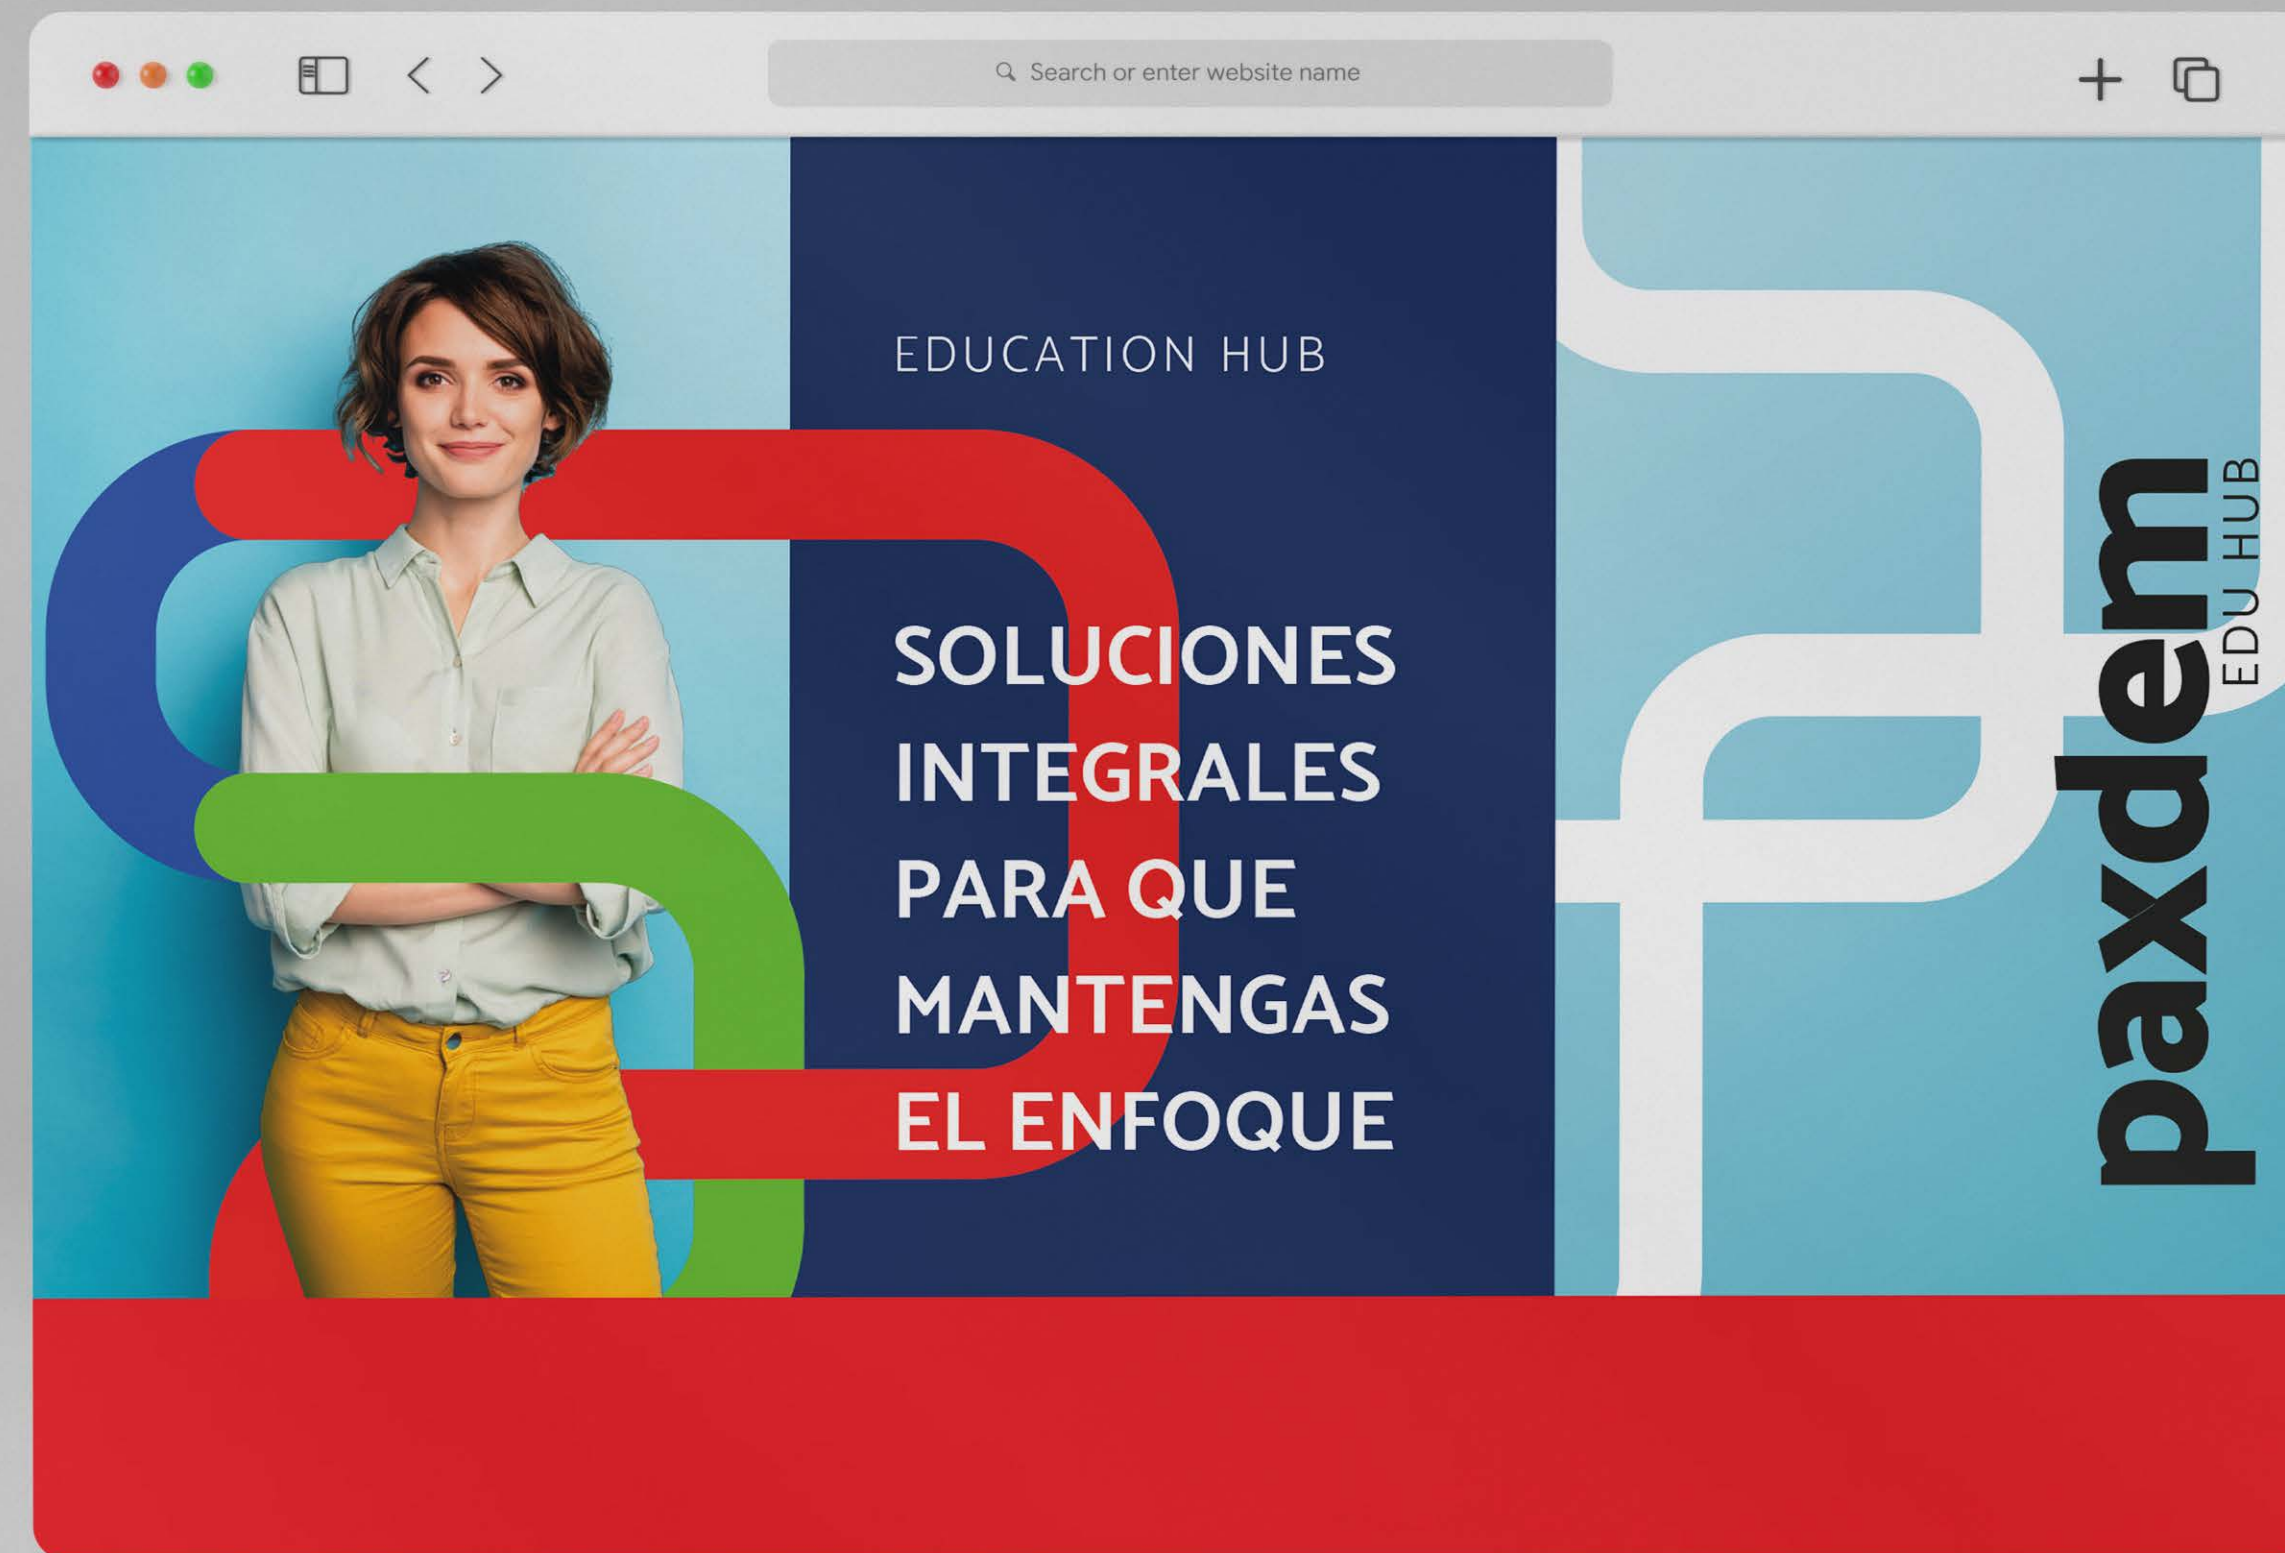 Search or enter website name
EDUCATION HUB
SOLUCIONES
INTEGRALES
PARA QUE
MANTENGAS
EL ENFOQUE
paxdem
EDU HUB